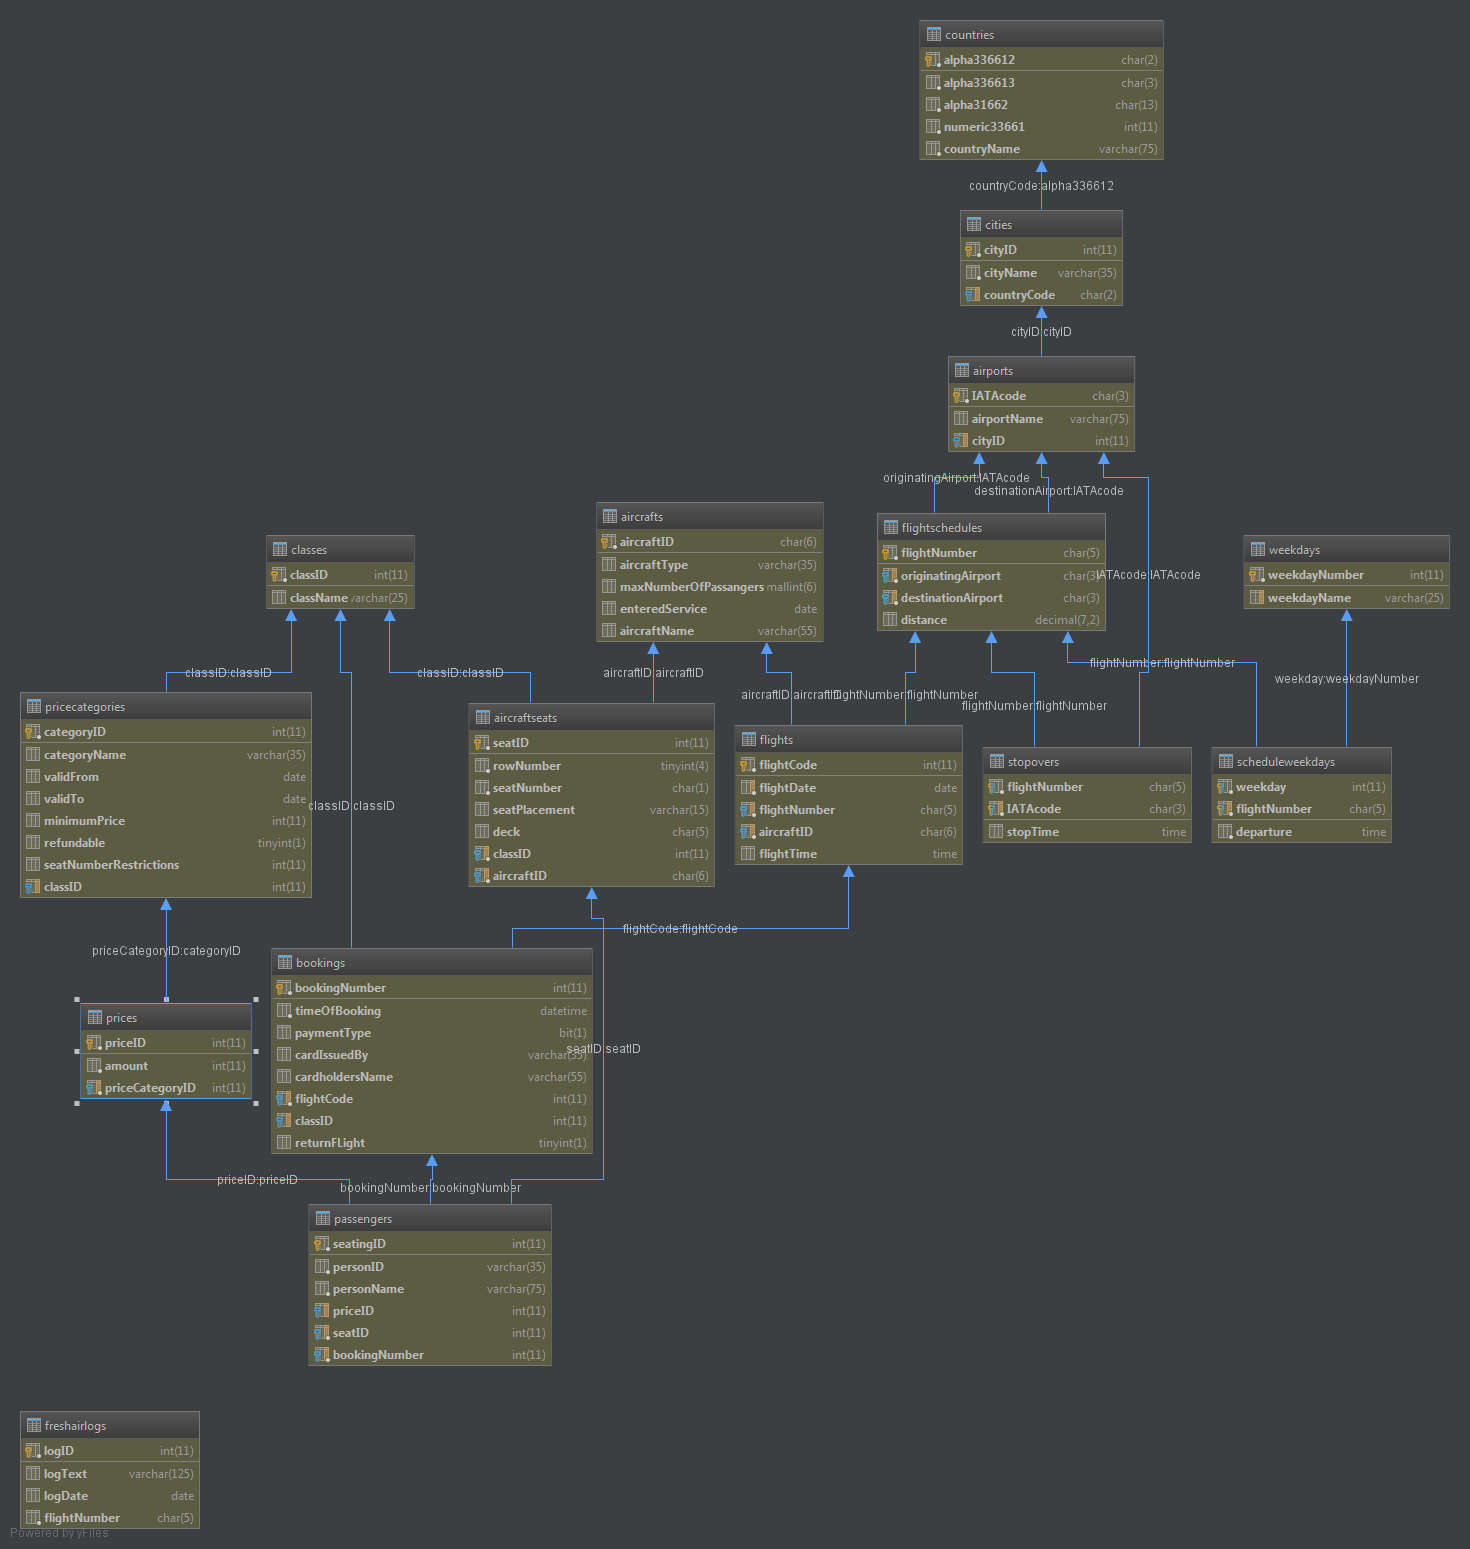 countries
alpha336612 char(2)
alpha336613 char(3)
alpha31662 char(13)
numeric33661 int(11)
countryName varchar(75)
countryCode:alpha336612
cities
cityID int(11)
cityName varchar(35)
countryCode char(2)
cityID:cityID
airports
IATAcode char(3)
airportName varchar(75)
cityID int(11)
originatingAirport:IATAcode
destinationAirport:IATAcode
flightschedules
flightNumber char(5)
originatingAirport char(3)
destinationAirport char(3)
distance decimal(7,2)
IATAcode:IATAcode
weekdays
weekdayNumber int(11)
weekdayName varchar(25)
aircrafts
aircraftID char(6)
aircraftType varchar(35)
maxNumberOfPassangers mallint(6)
enteredService date
aircraftName varchar(55)
classes
classID int(11)
className varchar(25)
classID:classID
classID:classID
aircraftID:aircraftID
aircraftID:aircraftID
flightNumber:flightNumber
flightNumber:flightNumber
flightNumber:flightNumber
weekday:weekdayNumber
pricecategories
categoryID int(11)
categoryName varchar(35)
validFrom date
validTo date
minimumPrice int(11)
refundable tinyint(1)
seatNumberRestrictions int(11)
classID int(11)
classID:classID
aircraftseats
seatID int(11)
rowNumber tinyint(4)
seatNumber char(1)
seatPlacement varchar(15)
deck char(5)
classID int(11)
aircraftID char(6)
flights
flightCode int(11)
flightDate date
flightNumber char(5)
aircraftID char(6)
flightTime time
stopovers
flightNumber char(5)
IATAcode char(3)
stopTime time
scheduleweekdays
weekday int(11)
flightNumber char(5)
departure time
flightCode:flightCode
priceCategoryID:categoryID
bookings
bookingNumber int(11)
timeOfBooking datetime
paymentType bit(1)
cardIssuedBy varchar(35)
cardholdersName varchar(55)
flightCode int(11)
classID int(11)
returnFLight tinyint(1)
seatID:seatID
prices
priceID int(11)
amount int(11)
priceCategoryID int(11)
priceID:priceID
bookingNumber:bookingNumber
passengers
seatingID int(11)
personID varchar(35)
personName varchar(75)
priceID int(11)
seatID int(11)
bookingNumber int(11)
freshairlogs
logID int(11)
logText varchar(125)
logDate date
flightNumber char(5)
Powered by yFiles